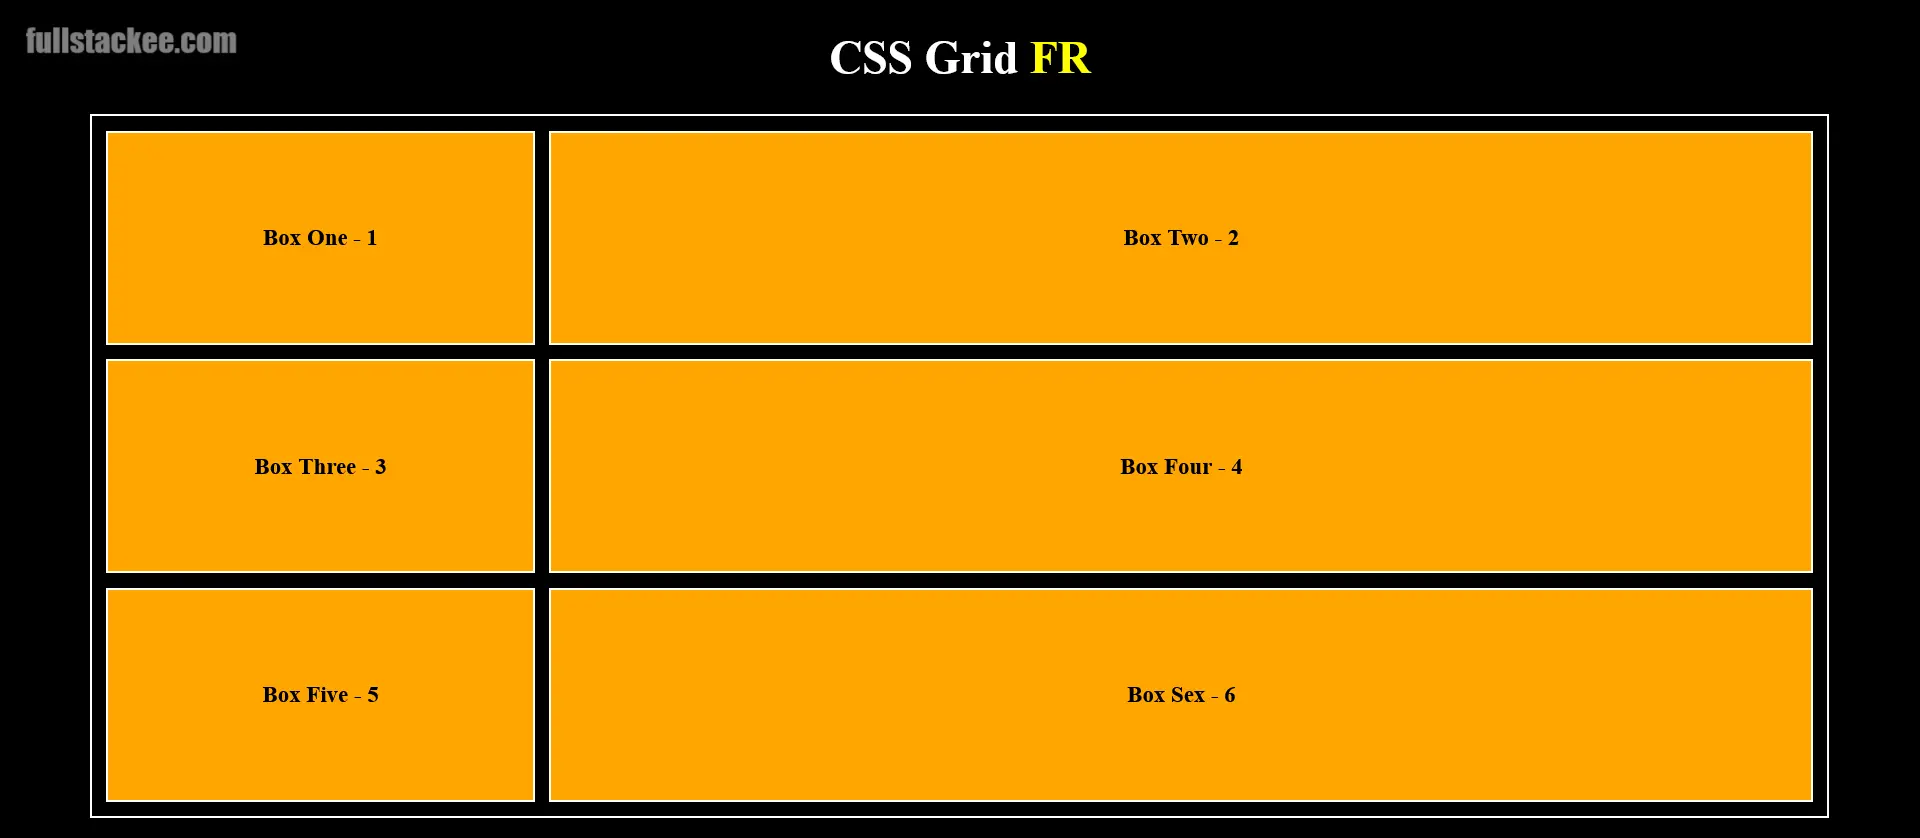 fullstackee.com
CSS Grid FR
Box One - 1
Box Two - 2
Box Three - 3
Box Four - 4
Box Five - 5
Box Sex - 6